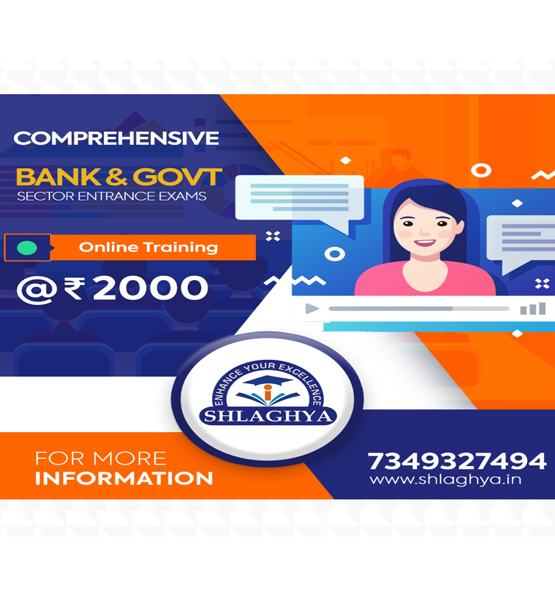 COMPREHENSIVE
BANK & GOVT
SECTOR ENTRANCE EXAMS
Online Training
@ ₹ 2000
ENHANCE YOUR EXCELLENCE
SHLAGHYA
FOR MORE
INFORMATION
7349327494
www.shlaghya.in